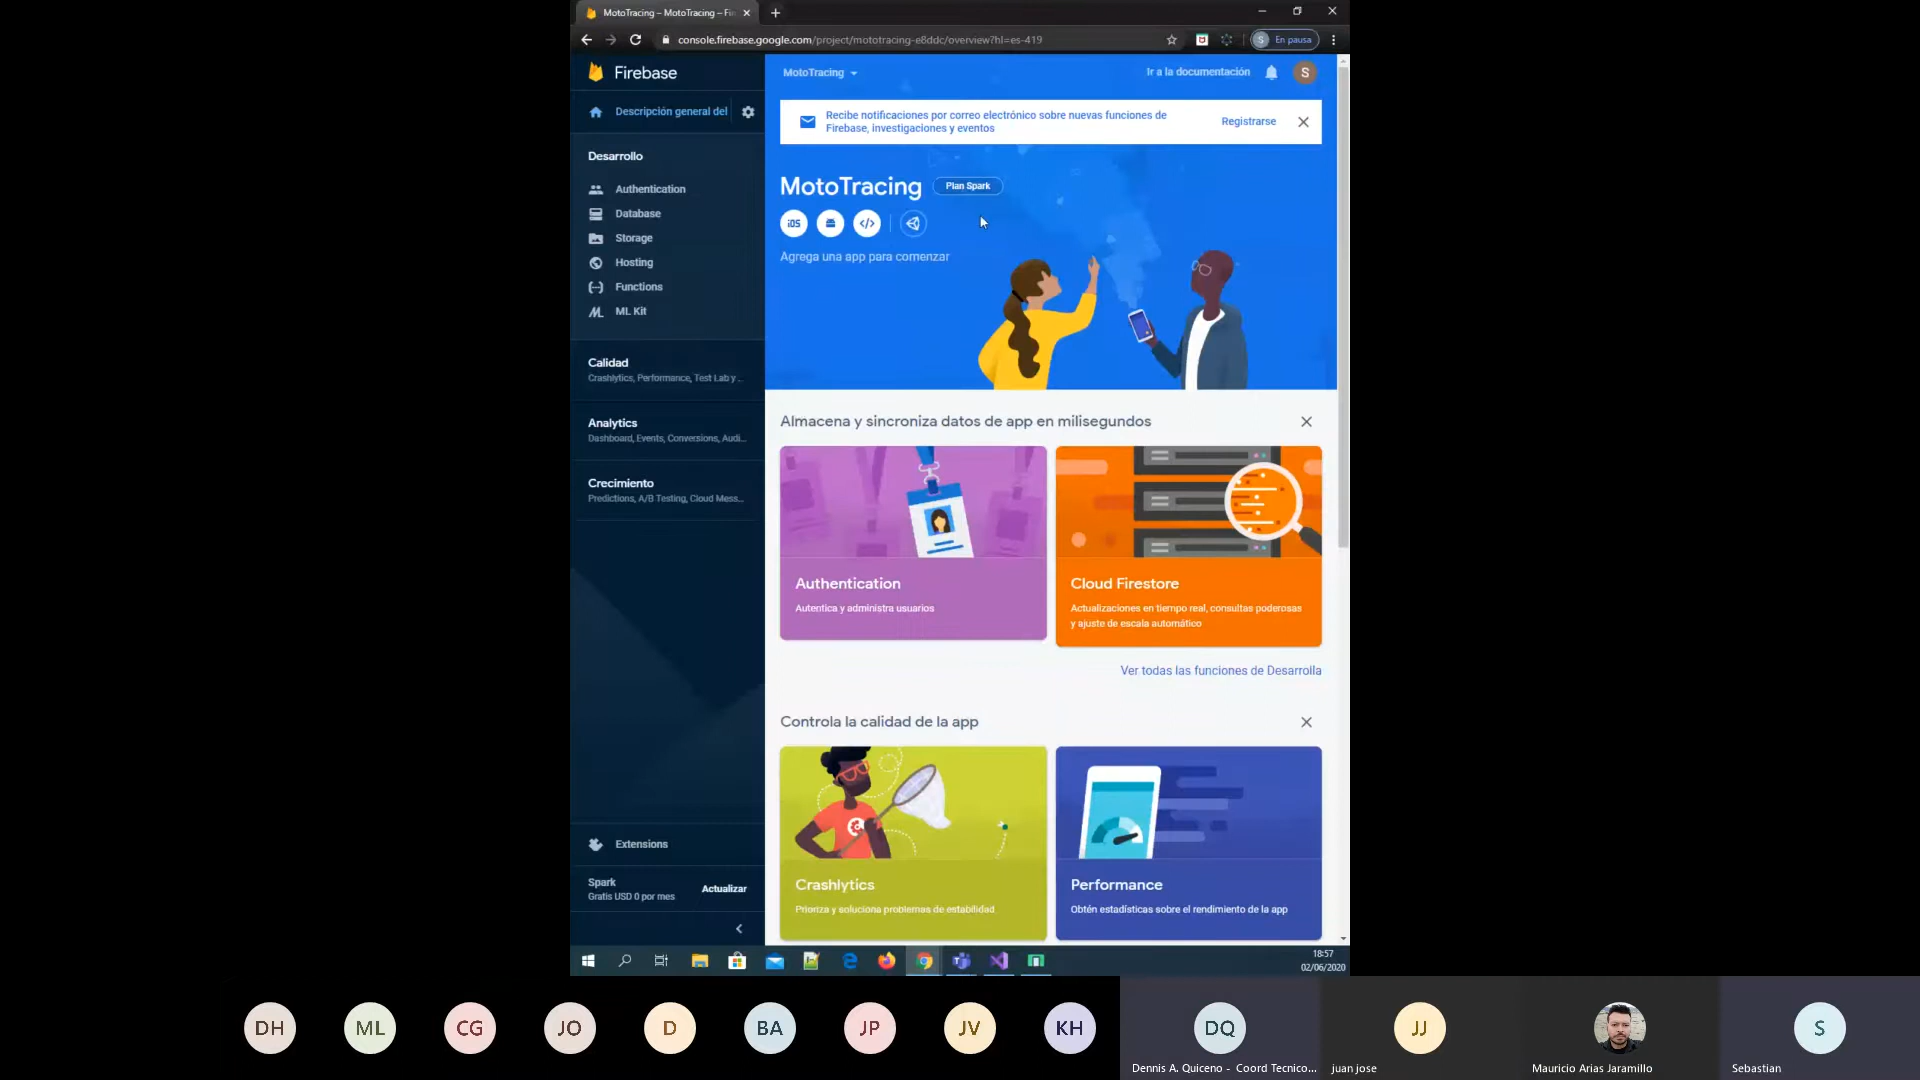 MotoTracing – MotoTracing – Fir
console.firebase.google.com/project/mototracing-e8ddc/overview?hl=es-419
En pausa
Firebase
Descripción general del
Desarrollo
Authentication
Database
Storage
Hosting
Functions
ML Kit
Calidad
Crashlytics, Performance, Test Lab y ...
Analytics
Dashboard, Events, Conversions, Audi...
Crecimiento
Predictions, A/B Testing, Cloud Mess...
Extensions
Spark
Gratis USD 0 por mes
Actualizar
MotoTracing
Ir a la documentación
S
Recibe notificaciones por correo electrónico sobre nuevas funciones de
Firebase, investigaciones y eventos
Registrarse
MotoTracing
Plan Spark
iOS
Agrega una app para comenzar
Almacena y sincroniza datos de app en milisegundos
Authentication
Autentica y administra usuarios
Cloud Firestore
Actualizaciones en tiempo real, consultas poderosas
y ajuste de escala automático
Ver todas las funciones de Desarrolla
Controla la calidad de la app
Crashlytics
Prioriza y soluciona problemas de estabilidad
Performance
Obtén estadísticas sobre el rendimiento de la app
18:57
02/06/2020
DH
ML
CG
JO
D
BA
JP
JV
KH
DQ
Dennis A. Quiceno - Coord Tecnico...
JJ
juan jose
Mauricio Arias Jaramillo
S
Sebastian